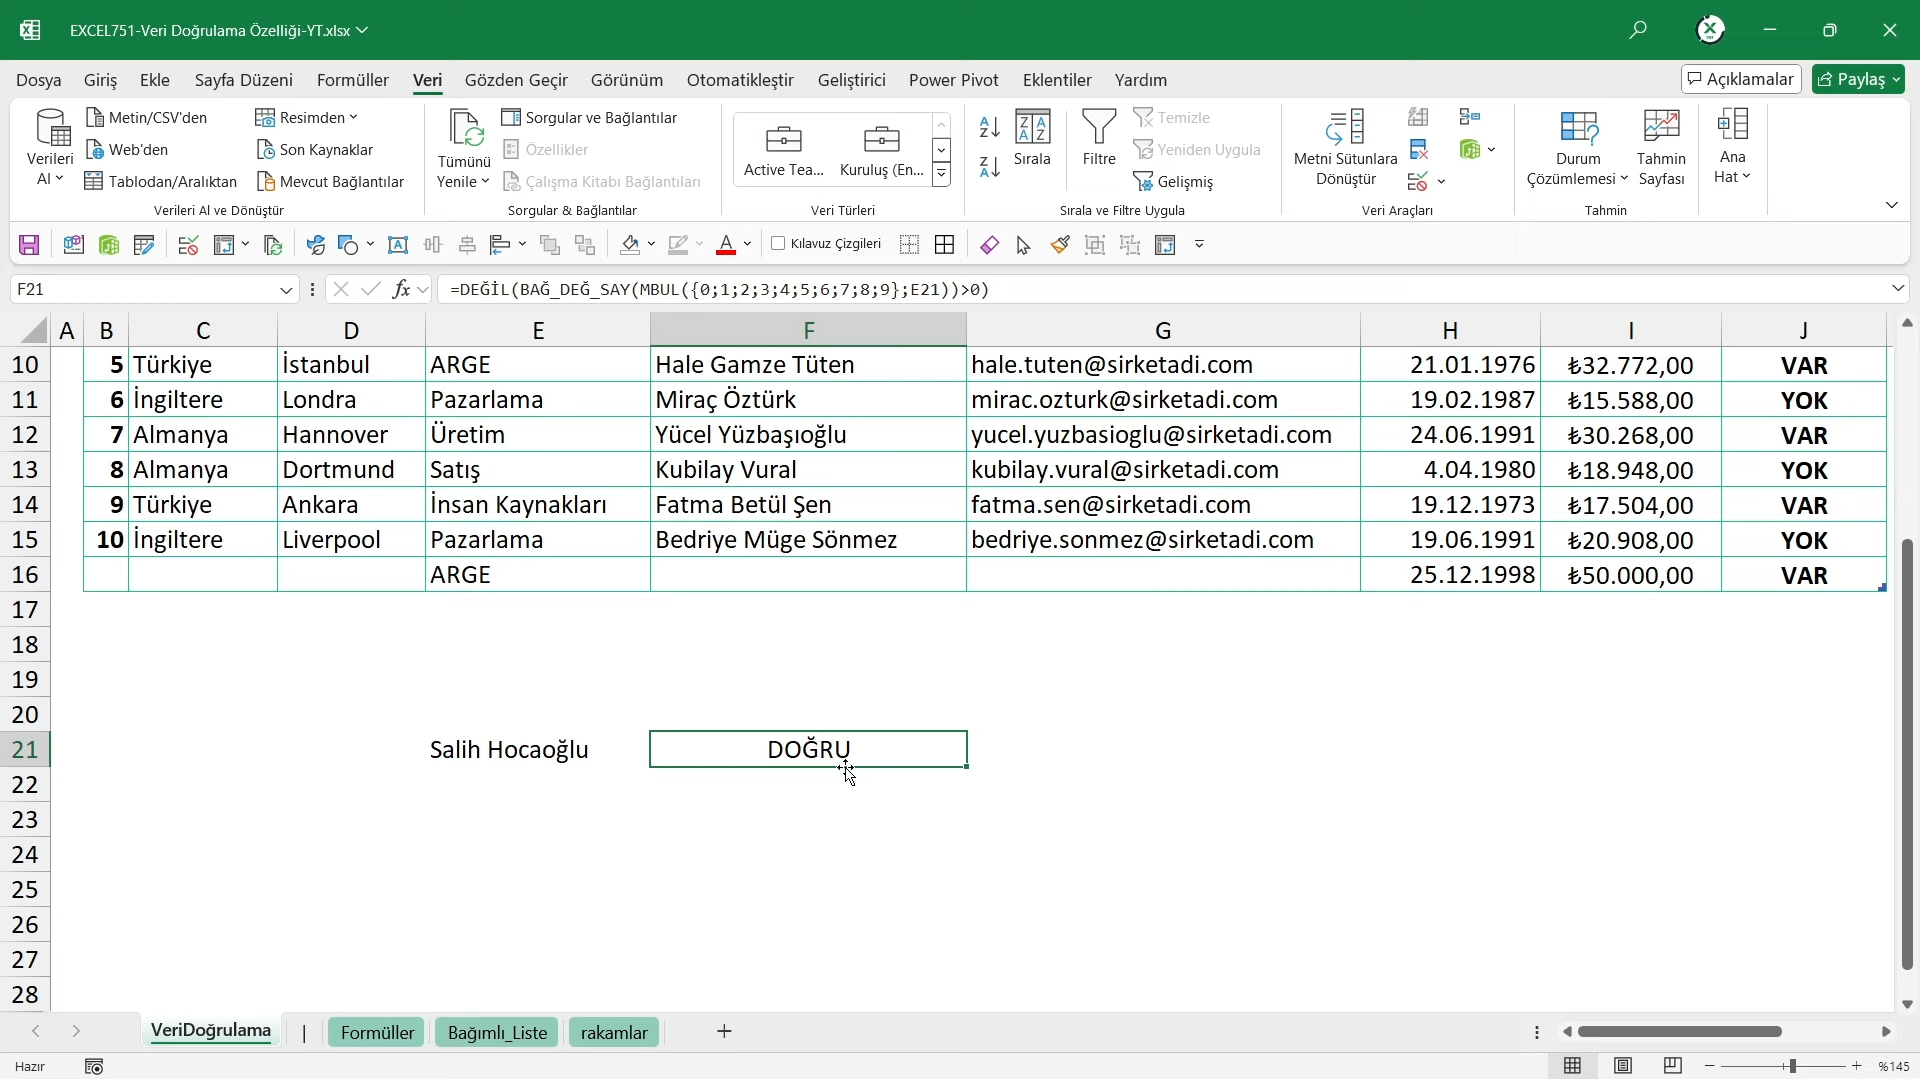 EXCEL751-Veri Doğrulama Özelliği-YT.xlsx
Dosya Giriş Ekle Sayfa Düzeni Formüller Veri Gözden Geçir Görünüm Otomatikleştir Geliştirici Power Pivot Eklentiler Yardım Açıklamalar Paylaş
Verileri Al
Metin/CSV'den
Web'den
Tablodan/Aralıktan
Resimden
Son Kaynaklar
Mevcut Bağlantılar
Verileri Al ve Dönüştür
Tümünü Yenile
Sorgular ve Bağlantılar
Özellikler
Çalışma Kitabı Bağlantıları
Sorgular & Bağlantılar
Active Tea... Kuruluş (En...
Veri Türleri
Sırala
Filtre
Temizle
Yeniden Uygula
Gelişmiş
Sırala ve Filtre Uygula
Metni Sütunlara Dönüştür
Veri Araçları
Durum Çözümlemesi
Tahmin Sayfası
Tahmin
Ana Hat
Kılavuz Çizgileri
F21 fx =DEĞİL(BAĞ_DEĞ_SAY(MBUL({0;1;2;3;4;5;6;7;8;9};E21))>0)
A B C D E F G H I J
10 5 Türkiye İstanbul ARGE Hale Gamze Tüten hale.tuten@sirketadi.com 21.01.1976 ₺32.772,00 VAR
11 6 İngiltere Londra Pazarlama Miraç Öztürk mirac.ozturk@sirketadi.com 19.02.1987 ₺15.588,00 YOK
12 7 Almanya Hannover Üretim Yücel Yüzbaşıoğlu yucel.yuzbasioglu@sirketadi.com 24.06.1991 ₺30.268,00 VAR
13 8 Almanya Dortmund Satış Kubilay Vural kubilay.vural@sirketadi.com 4.04.1980 ₺18.948,00 YOK
14 9 Türkiye Ankara İnsan Kaynakları Fatma Betül Şen fatma.sen@sirketadi.com 19.12.1973 ₺17.504,00 VAR
15 10 İngiltere Liverpool Pazarlama Bedriye Müge Sönmez bedriye.sonmez@sirketadi.com 19.06.1991 ₺20.908,00 YOK
16 ARGE 25.12.1998 ₺50.000,00 VAR
17
18
19
20
21 Salih Hocaoğlu DOĞRU
22
23
24
25
26
27
28
VeriDoğrulama | Formüller Bağımlı_Liste rakamlar
Hazır %145